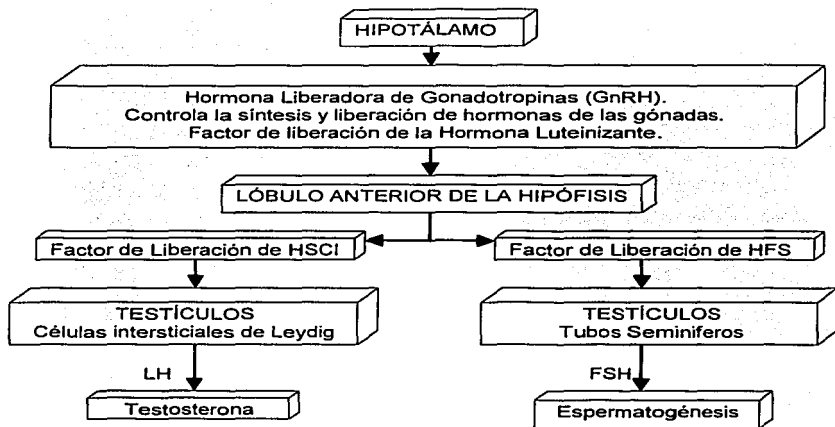 HIPOTÁLAMO
Hormona Liberadora de Gonadotropinas (GnRH).
Controla la síntesis y liberación de hormonas de las gónadas.
Factor de liberación de la Hormona Luteinizante.
LÓBULO ANTERIOR DE LA HIPÓFISIS
Factor de Liberación de HSCI
Factor de Liberación de HFS
TESTÍCULOS
Células intersticiales de Leydig
TESTÍCULOS
Tubos Seminiferos
LH
FSH
Testosterona
Espermatogénesis